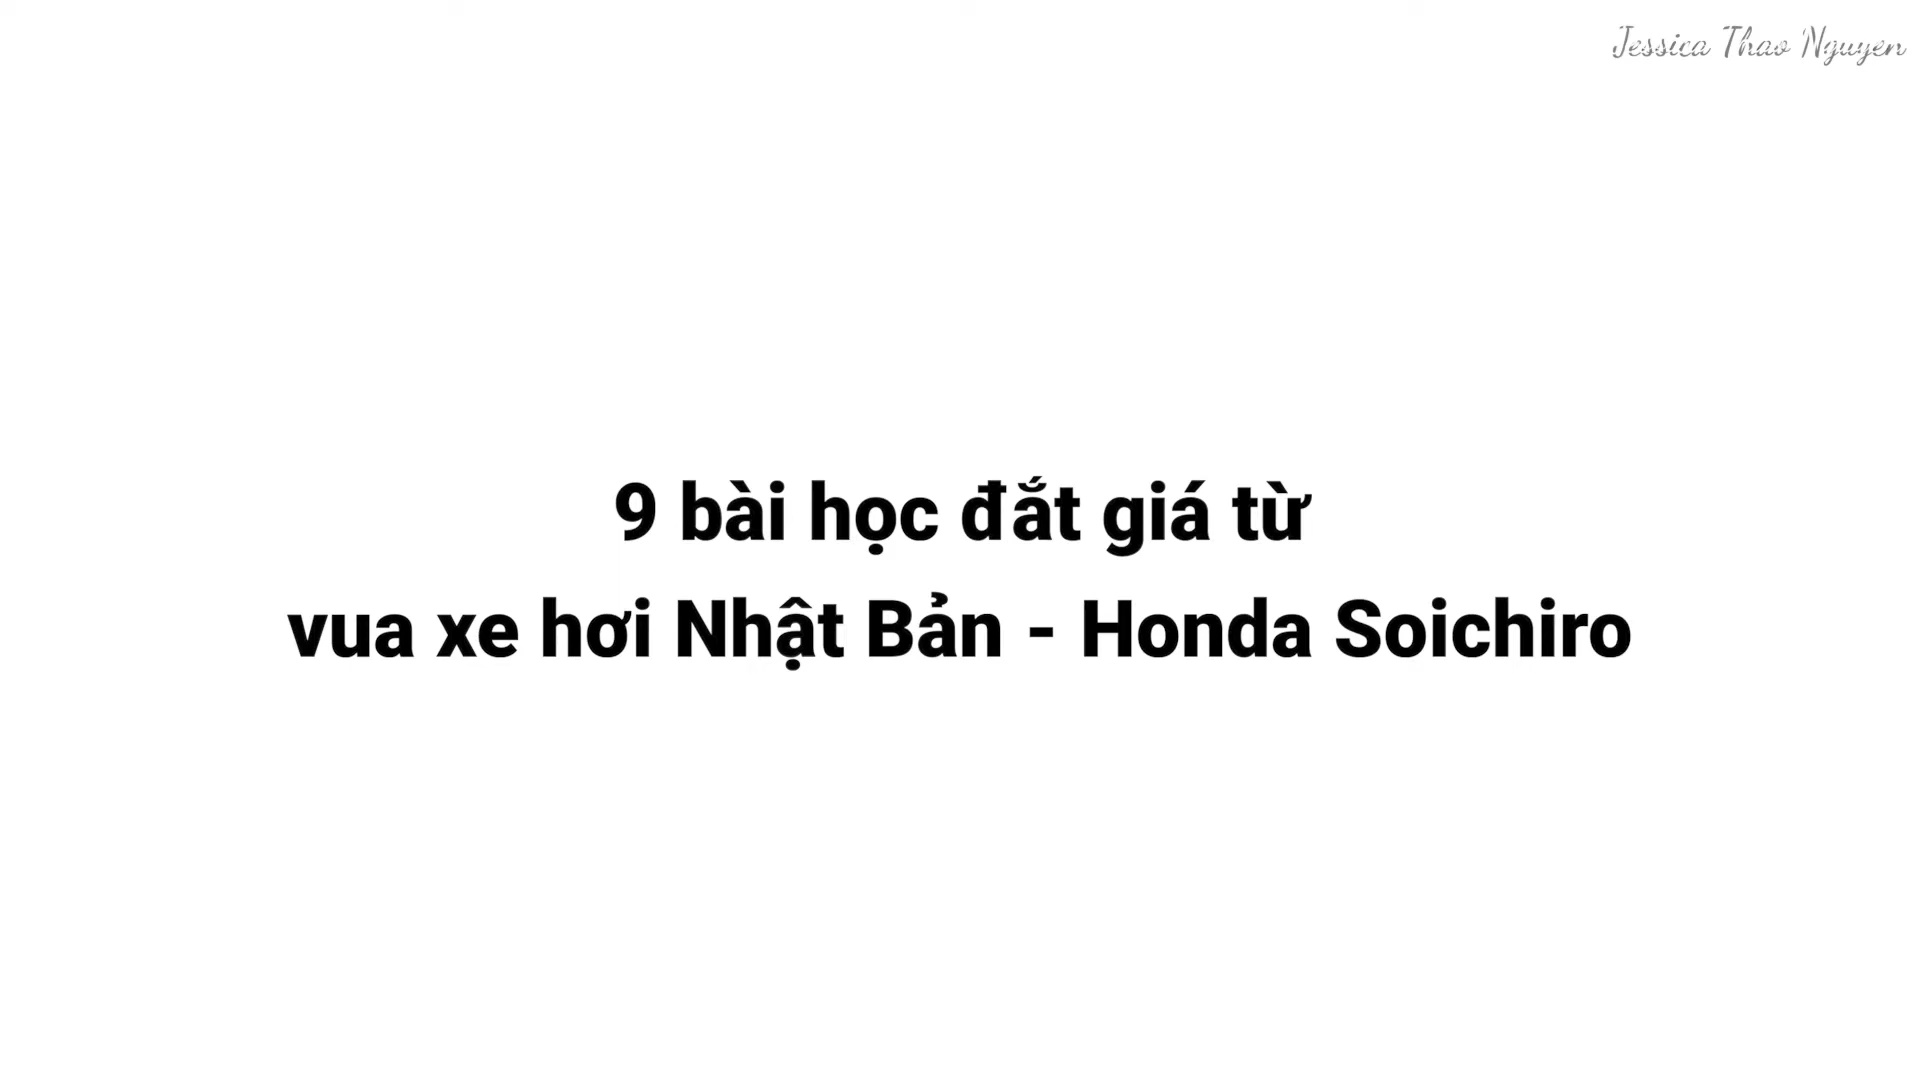 Jessica Thao Nguyen
9 bài học đắt giá từ
vua xe hơi Nhật Bản - Honda Soichiro